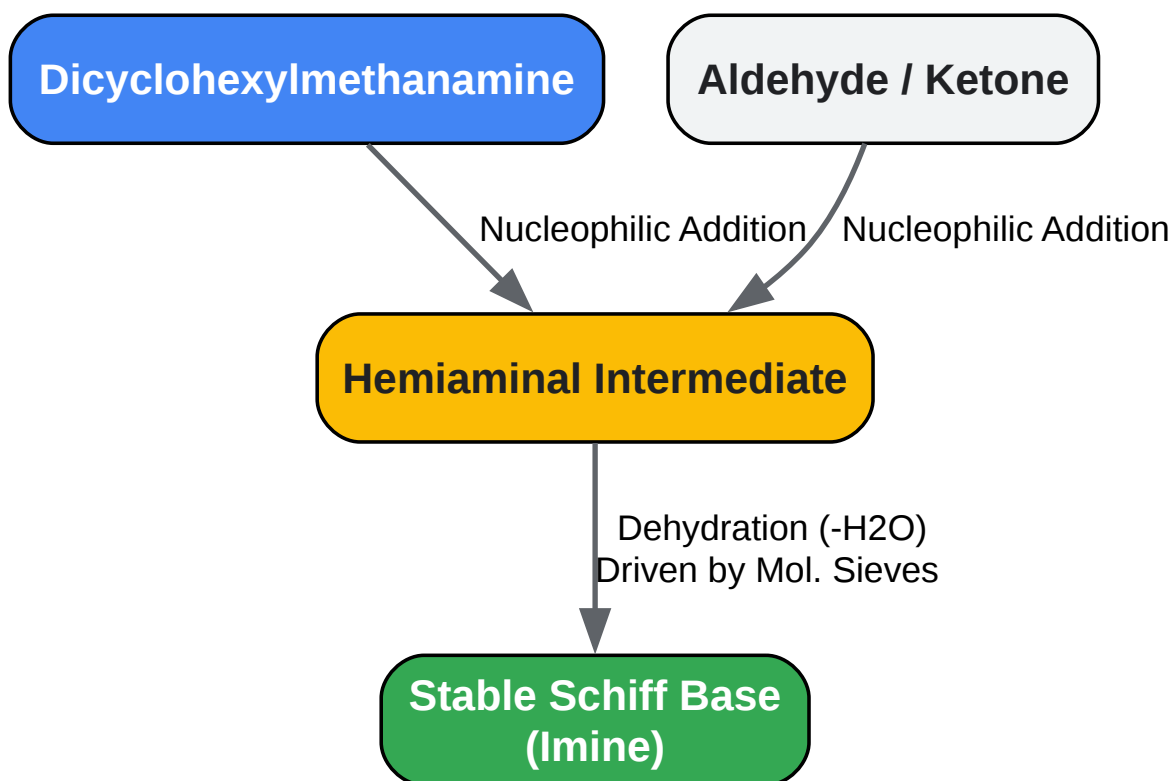 Dicyclohexylmethanamine
Aldehyde / Ketone
Nucleophilic Addition
Nucleophilic Addition
Hemiaminal Intermediate
Dehydration (-H2O)
Driven by Mol. Sieves
Stable Schiff Base
(Imine)